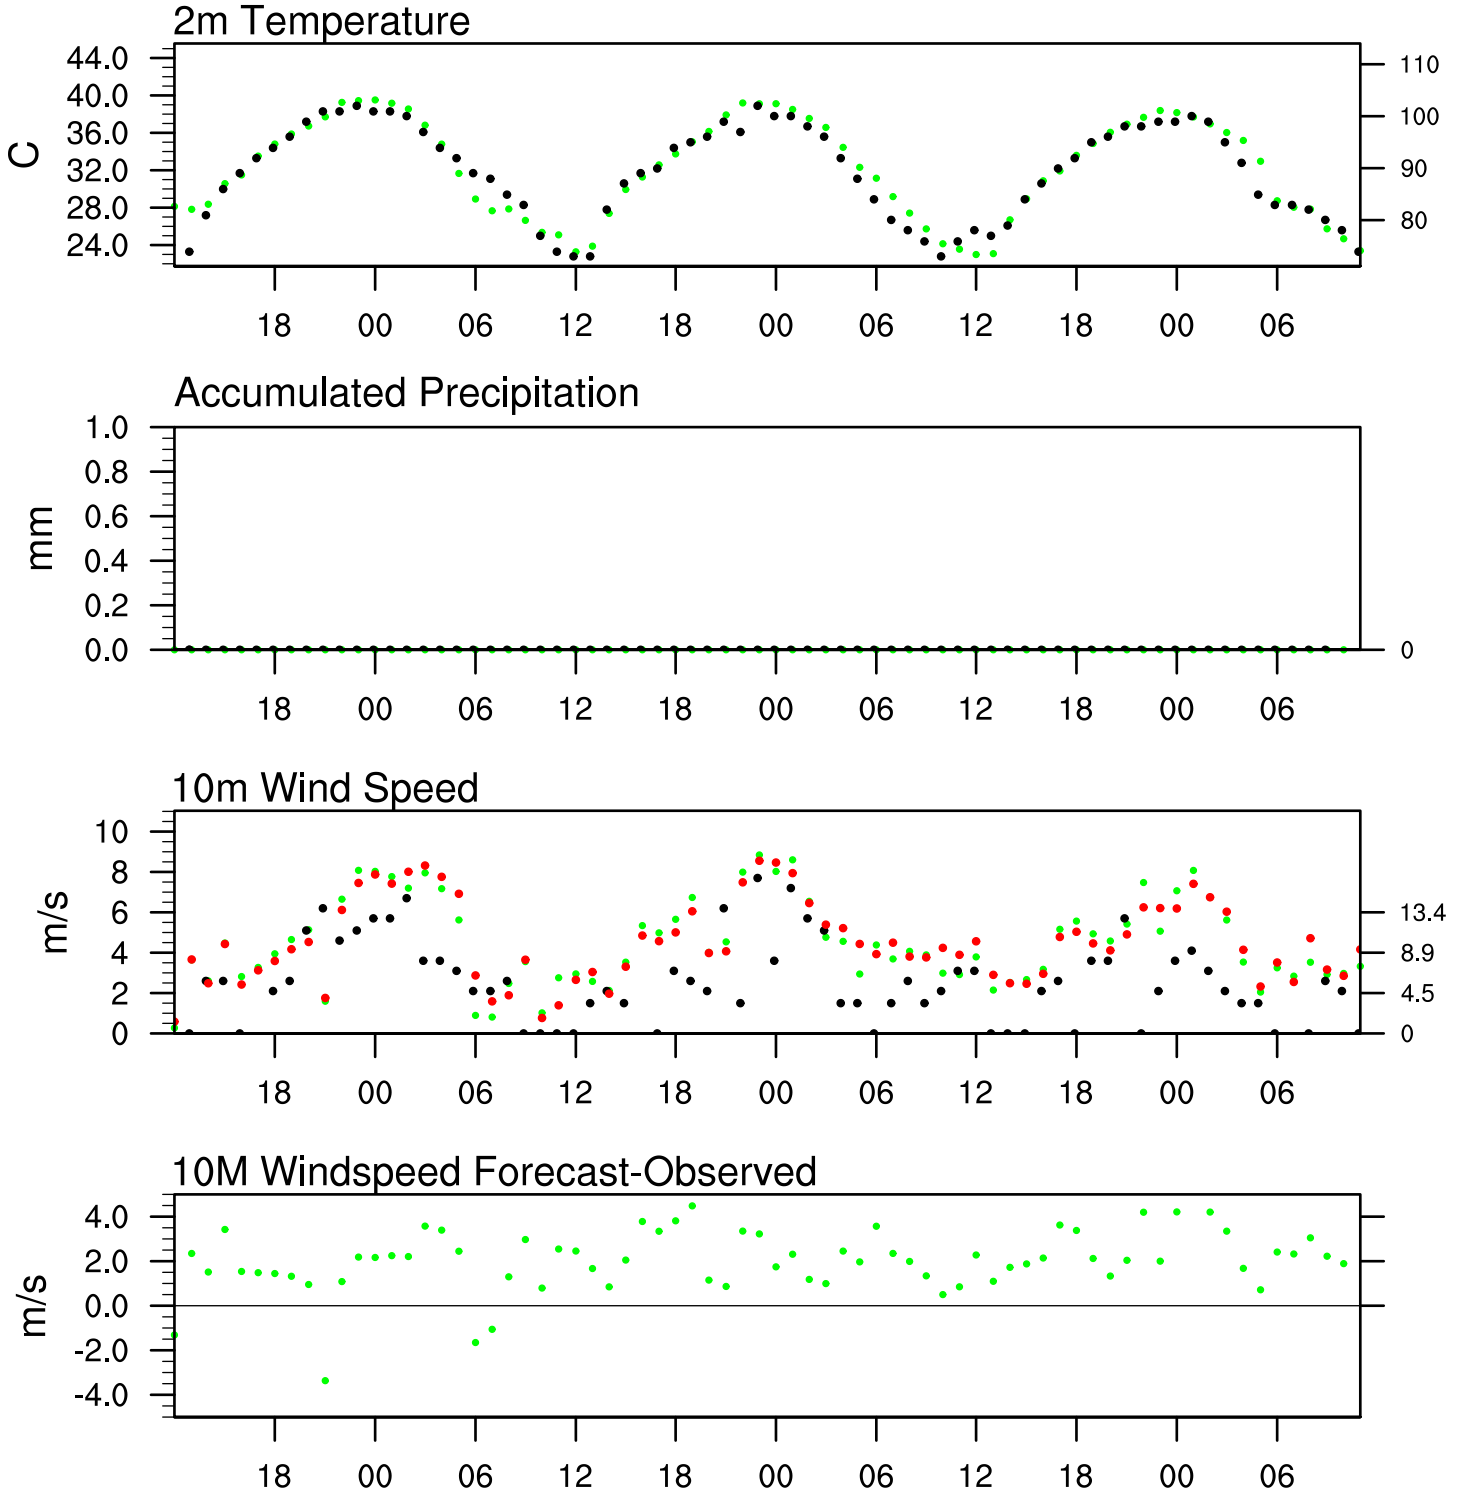 2m Temperature
44.0
40.0
36.0
32.0
28.0
24.0
C
110
100
90
80
18 00 06 12 18 00 06 12 18 00 06
Accumulated Precipitation
1.0
0.8
0.6
0.4
0.2
0.0
mm
0
18 00 06 12 18 00 06 12 18 00 06
10m Wind Speed
10
8
6
4
2
0
m/s
13.4
8.9
4.5
0
18 00 06 12 18 00 06 12 18 00 06
10M Windspeed Forecast-Observed
4.0
2.0
0.0
-2.0
-4.0
m/s
18 00 06 12 18 00 06 12 18 00 06